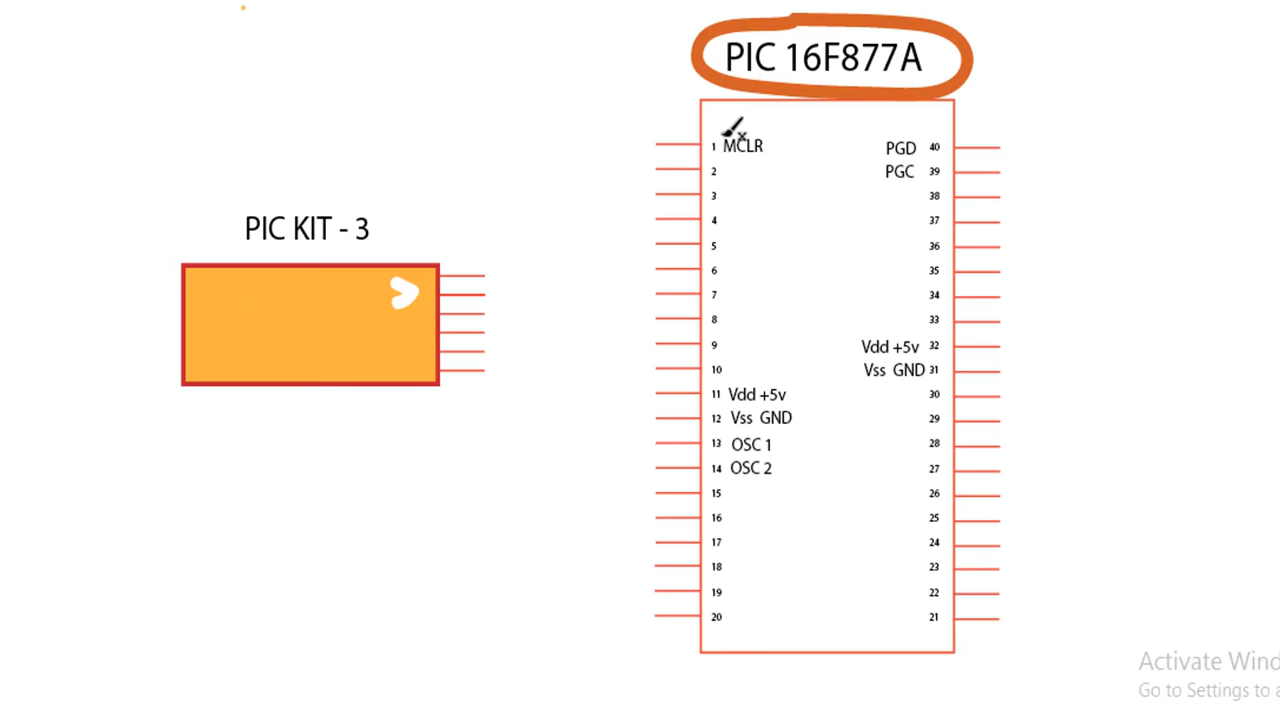 PIC 16F877A
PIC KIT - 3
1 MCLR
2
3
4
5
6
7
8
9
10
11 Vdd +5v
12 Vss GND
13 OSC 1
14 OSC 2
15
16
17
18
19
20
PGD 40
PGC 39
38
37
36
35
34
33
Vdd +5v 32
Vss GND 31
30
29
28
27
26
25
24
23
22
21
Activate Wind
Go to Settings to a